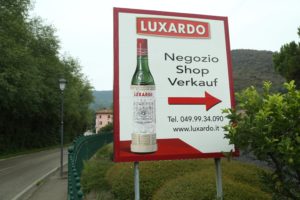 LUXARDO
Negozio
Shop
Verkauf
LUXARDO
Tel. 049.99.34.090
www.luxardo.it